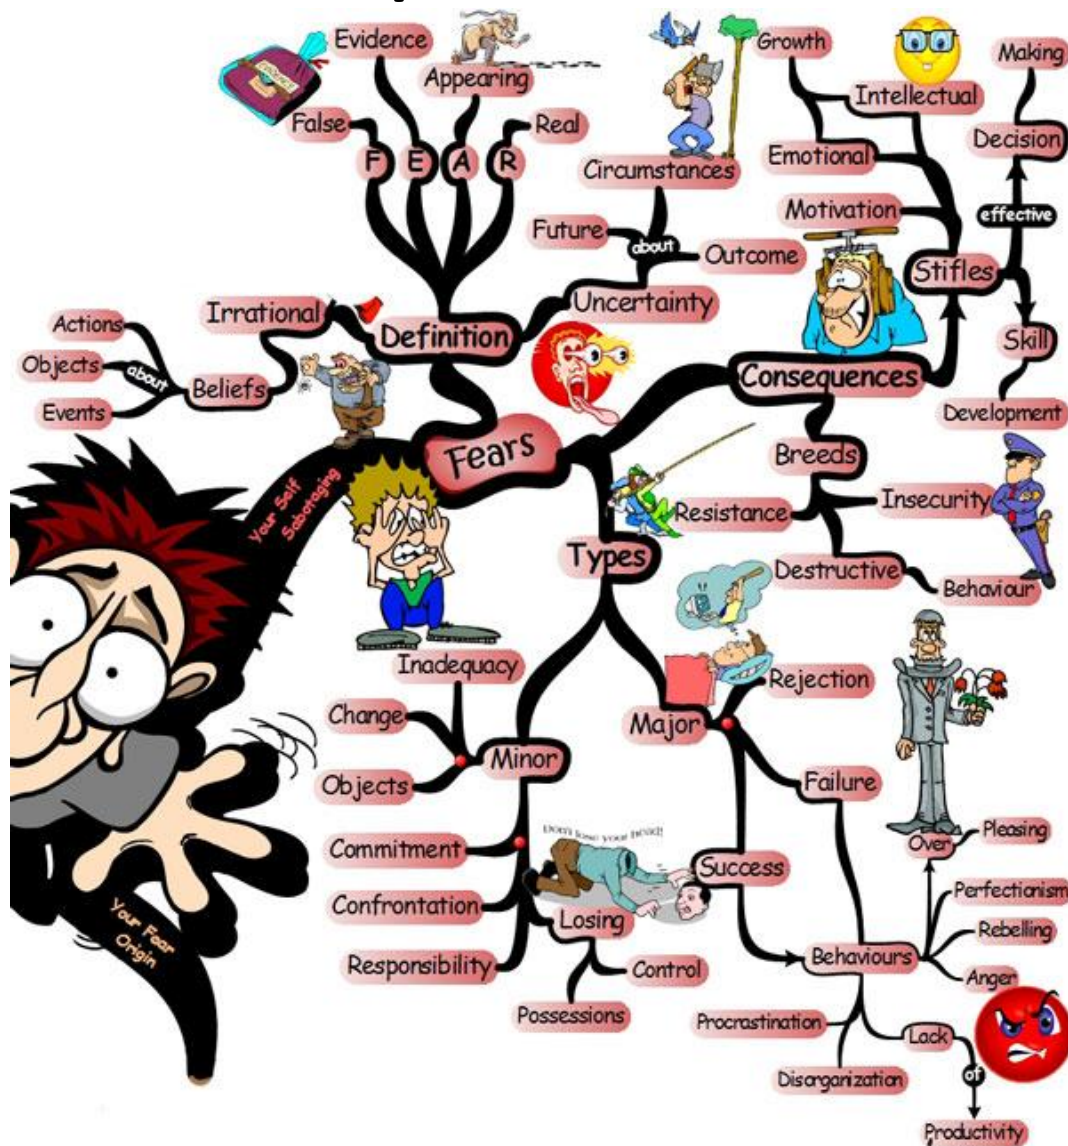 Evidence
Appearing
False
Real
F E A R
Growth
Making
Intellectual
Decision
Emotional
Circumstances
Motivation
effective
Future
about
Outcome
Stifles
Uncertainty
Irrational
Definition
Actions
Objects
about
Beliefs
Events
Skill
Consequences
Development
Fears
Your Self
Sabotaging
Breeds
Resistance
Insecurity
Types
Destructive
Behaviour
Inadequacy
Rejection
Change
Major
Minor
Objects
Failure
Don't lose your head!
Commitment
Success
Over
Pleasing
Confrontation
Losing
Perfectionism
Rebelling
Responsibility
Control
Behaviours
Anger
Possessions
Your Fear
Origin
Procrastination
Lack
of
Disorganization
Productivity